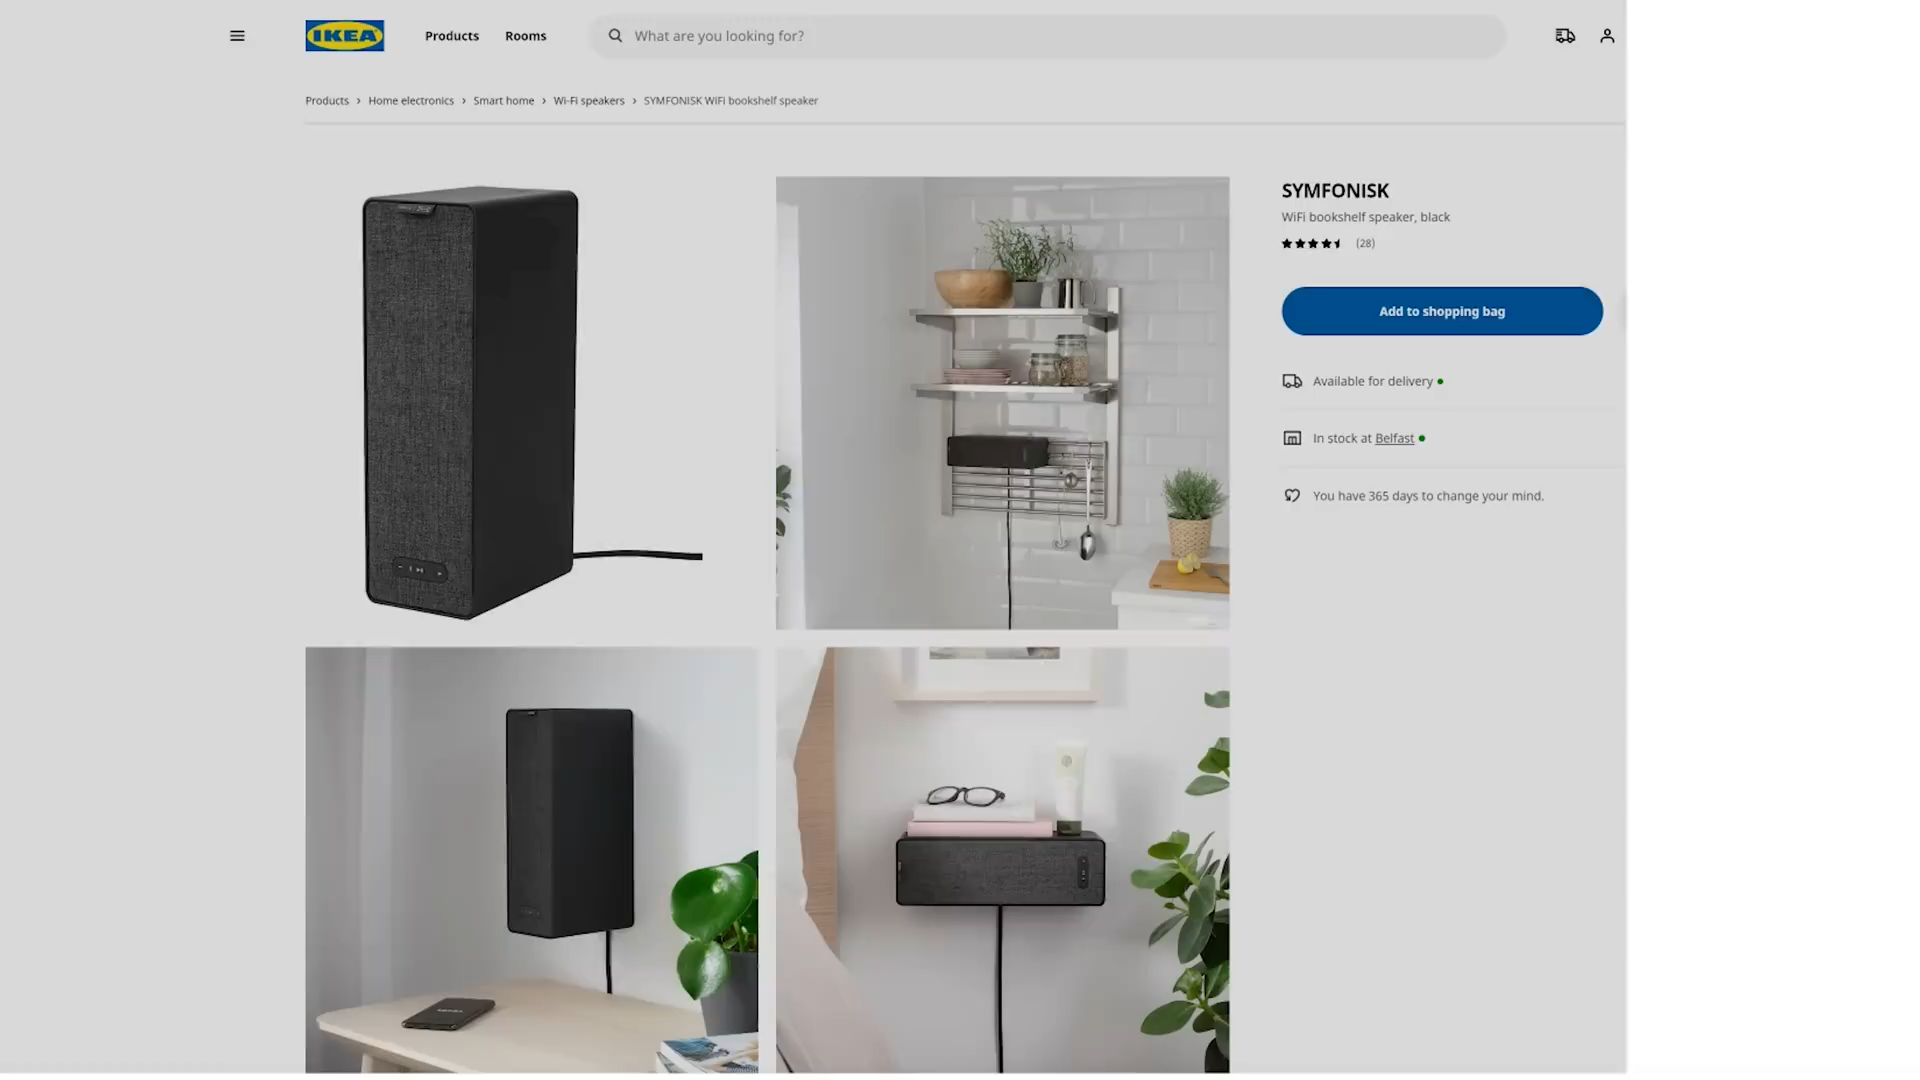 IKEA
Products
Rooms
What are you looking for?
Products › Home electronics › Smart home › Wi-Fi speakers › SYMFONISK WiFi bookshelf speaker
SYMFONISK
WiFi bookshelf speaker, black
(28)
Add to shopping bag
Available for delivery
In stock at Belfast
You have 365 days to change your mind.